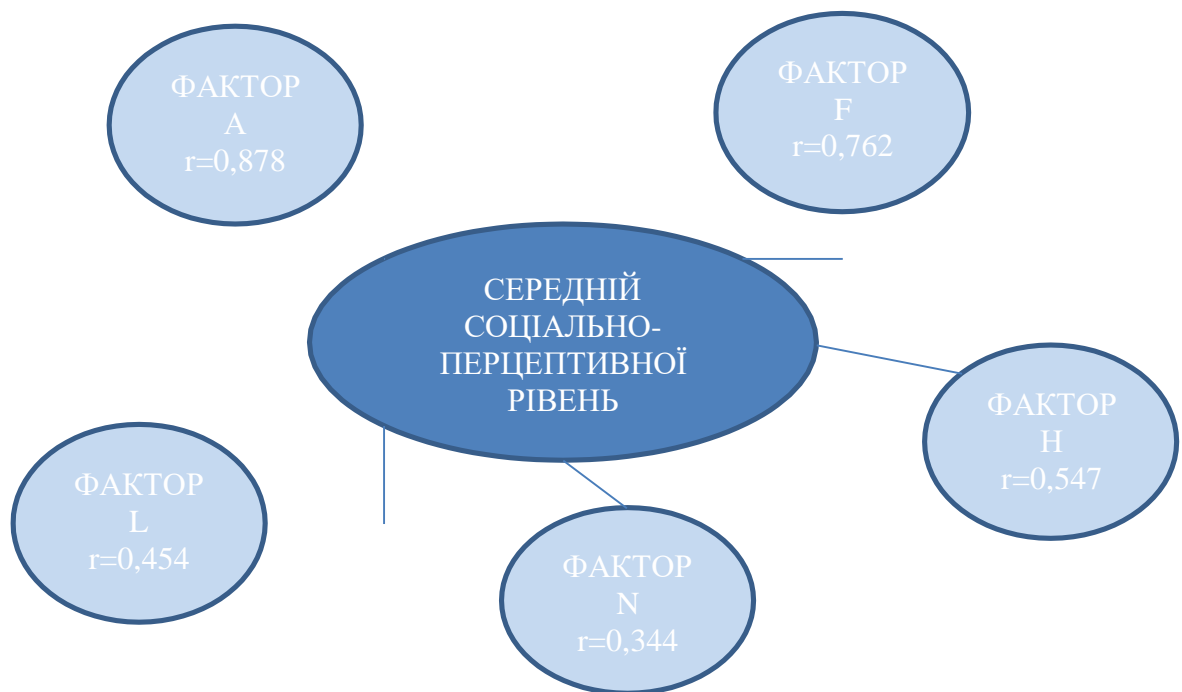 ФАКТОР
A
r=0,878
ФАКТОР
F
r=0,762
СЕРЕДНІЙ
СОЦІАЛЬНО-
ПЕРЦЕПТИВНОЇ
РІВЕНЬ
ФАКТОР
H
r=0,547
ФАКТОР
L
r=0,454
ФАКТОР
N
r=0,344